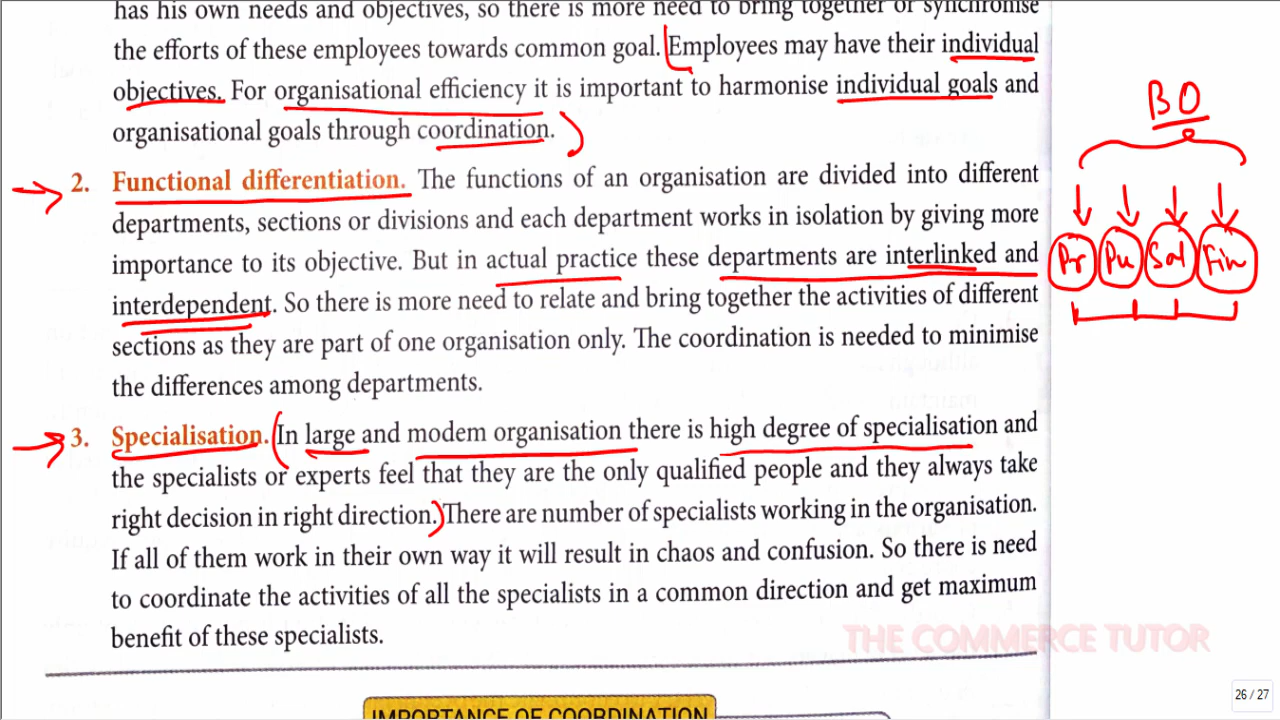 has his own needs and objectives, so there is more need to bring together or synchronise
the efforts of these employees towards common goal. Employees may have their individual
objectives. For organisational efficiency it is important to harmonise individual goals and
organisational goals through coordination.
BO
2. Functional differentiation. The functions of an organisation are divided into different
departments, sections or divisions and each department works in isolation by giving more
importance to its objective. But in actual practice these departments are interlinked and
Pr Pu Sal Fin
interdependent. So there is more need to relate and bring together the activities of different
sections as they are part of one organisation only. The coordination is needed to minimise
the differences among departments.
3. Specialisation. In large and modem organisation there is high degree of specialisation and
the specialists or experts feel that they are the only qualified people and they always take
right decision in right direction. There are number of specialists working in the organisation.
If all of them work in their own way it will result in chaos and confusion. So there is need
to coordinate the activities of all the specialists in a common direction and get maximum
benefit of these specialists.
THE COMMERCE TUTOR
26 / 27
IMPORTANCE OF COORDINATION